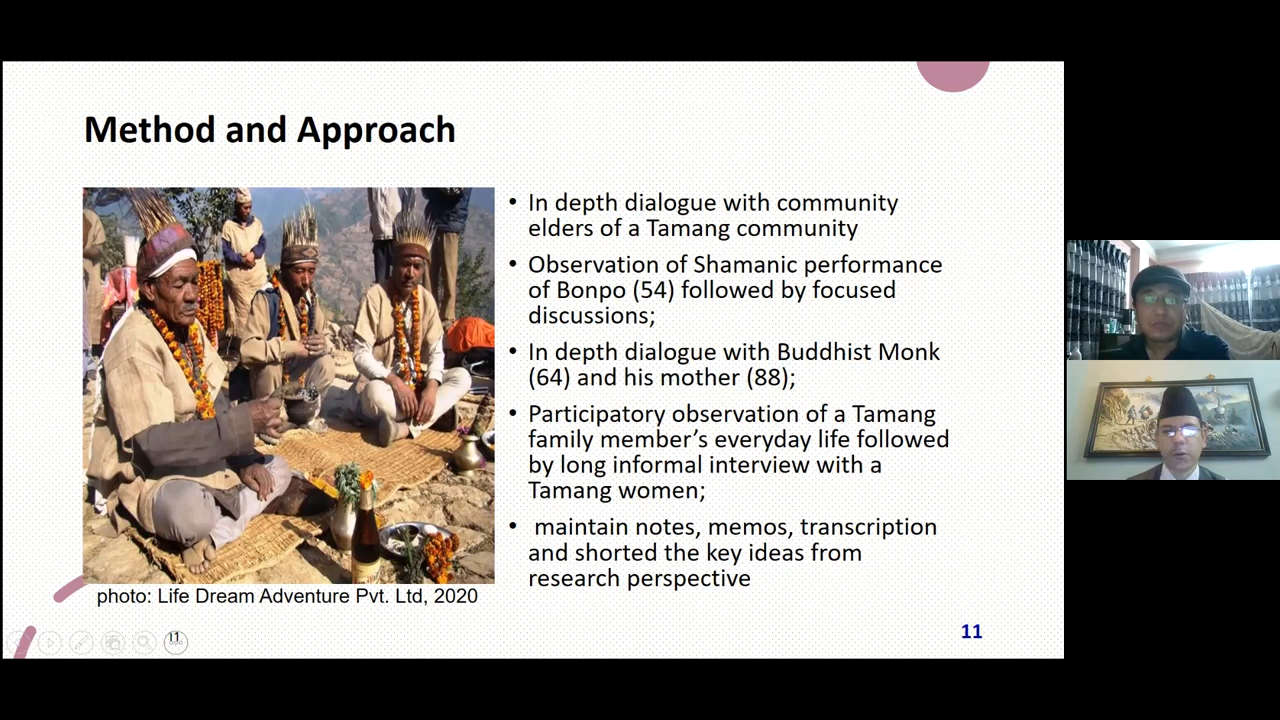 Method and Approach
• In depth dialogue with community
elders of a Tamang community
• Observation of Shamanic performance
of Bonpo (54) followed by focused
discussions;
• In depth dialogue with Buddhist Monk
(64) and his mother (88);
• Participatory observation of a Tamang
family member’s everyday life followed
by long informal interview with a
Tamang women;
• maintain notes, memos, transcription
and shorted the key ideas from
research perspective
photo: Life Dream Adventure Pvt. Ltd, 2020
11
11